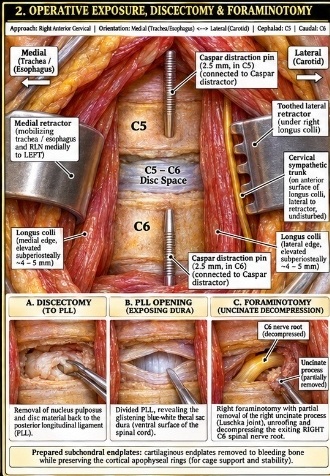 2. OPERATIVE EXPOSURE, DISCECTOMY & FORAMINOTOMY
Approach: Right Anterior Cervical | Orientation: Medial (Trachea/Esophagus) <--> Lateral (Carotid) | Cephalad: C5 | Caudal: C6
Medial
(Trachea /
(Esophagus)
Caspar distraction pin
(2.5 mm, in C5)
(connected to Caspar
distractor)
Lateral
(Carotid)
Medial retractor
(mobilizing
trachea / esophagus
and RLN medially
to LEFT)
C5
Toothed lateral
retractor
(under right
longus colli)
C5 – C6
Disc Space
Cervical
sympathetic
trunk
(on anterior
surface of
longus colli,
lateral to
retractor,
undisturbed)
C6
Longus colli
(medial edge,
elevated
subperiosteally
~4 – 5 mm)
Caspar distraction pin
(2.5 mm, in C6)
(connected to Caspar
distractor)
Longus colli
(lateral edge,
elevated
subperiosteally
~4 – 5 mm)
A. DISCECTOMY
(TO PLL)
Removal of nucleus pulposus
and disc material back to the
posterior longitudinal ligament
(PLL).
B. PLL OPENING
(EXPOSING DURA)
Divided PLL, revealing the
glistening blue-white thecal sac
dura (ventral surface of the
spinal cord).
C. FORAMINOTOMY
(UNCINATE DECOMPRESSION)
C6 nerve root
(decompressed)
Uncinate
process
(partially
removed)
Right foraminotomy with partial
removal of the right uncinate process
(Luschka joint), unroofing and
decompressing the exiting RIGHT
C6 spinal nerve root.
Prepared subchondral endplates: cartilaginous endplates removed to bleeding bone
while preserving the cortical apophyseal rings (for cage support and stability).